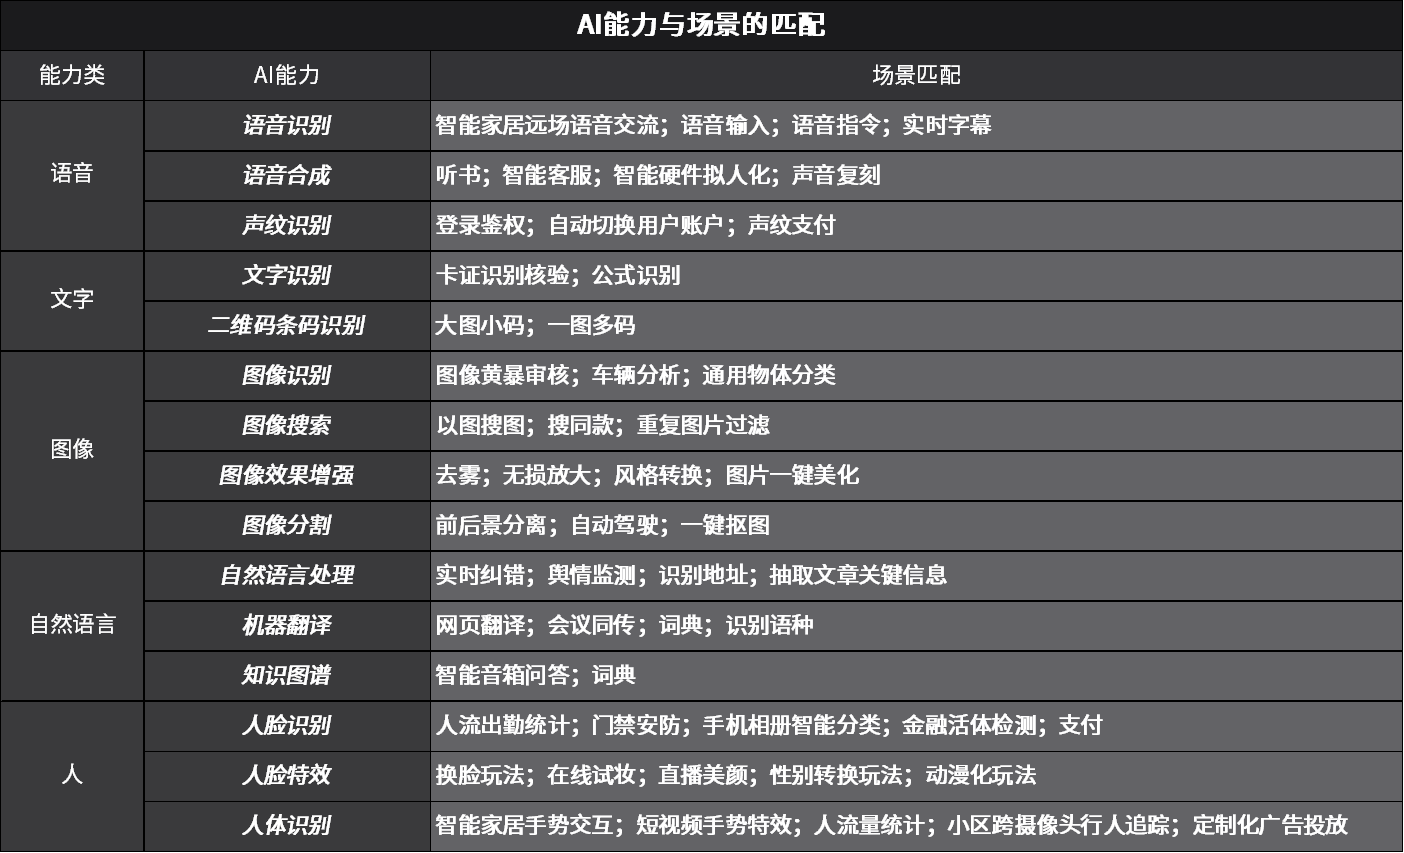 AI能力与场景的匹配
能力类 AI能力 场景匹配
语音
语音识别 智能家居远场语音交流；语音输入；语音指令；实时字幕
语音合成 听书；智能客服；智能硬件拟人化；声音复刻
声纹识别 登录鉴权；自动切换用户账户；声纹支付
文字
文字识别 卡证识别核验；公式识别
二维码条码识别 大图小码；一图多码
图像
图像识别 图像黄暴审核；车辆分析；通用物体分类
图像搜索 以图搜图；搜同款；重复图片过滤
图像效果增强 去雾；无损放大；风格转换；图片一键美化
图像分割 前后景分离；自动驾驶；一键抠图
自然语言
自然语言处理 实时纠错；舆情监测；识别地址；抽取文章关键信息
机器翻译 网页翻译；会议同传；词典；识别语种
知识图谱 智能音箱问答；词典
人
人脸识别 人流出勤统计；门禁安防；手机相册智能分类；金融活体检测；支付
人脸特效 换脸玩法；在线试妆；直播美颜；性别转换玩法；动漫化玩法
人体识别 智能家居手势交互；短视频手势特效；人流量统计；小区跨摄像头行人追踪；定制化广告投放